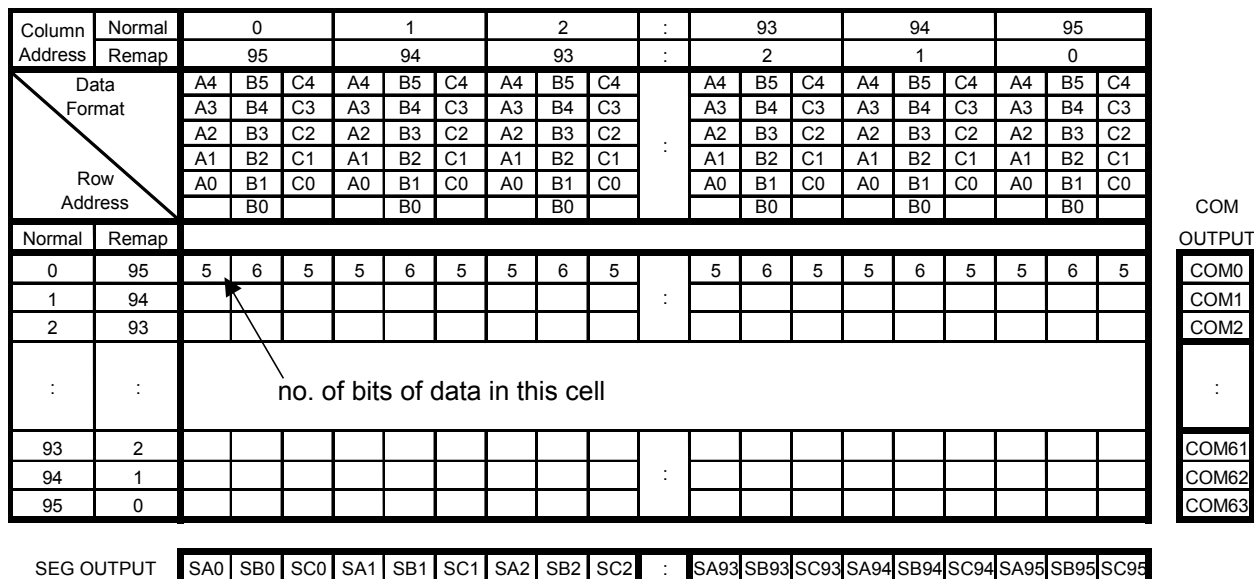 Column Address Normal 0 1 2 : 93 94 95
Remap 95 94 93 : 2 1 0
Data Format A4 B5 C4 A4 B5 C4 A4 B5 C4 : A4 B5 C4 A4 B5 C4 A4 B5 C4
A3 B4 C3 A3 B4 C3 A3 B4 C3 A3 B4 C3 A3 B4 C3 A3 B4 C3
A2 B3 C2 A2 B3 C2 A2 B3 C2 A2 B3 C2 A2 B3 C2 A2 B3 C2
A1 B2 C1 A1 B2 C1 A1 B2 C1 A1 B2 C1 A1 B2 C1 A1 B2 C1
Row Address A0 B1 C0 A0 B1 C0 A0 B1 C0 A0 B1 C0 A0 B1 C0 A0 B1 C0
B0 B0 B0 B0 B0 B0 COM
Normal Remap OUTPUT
0 95 5 6 5 5 6 5 5 6 5 5 6 5 5 6 5 5 6 5 COM0
1 94 : COM1
2 93 COM2
: : no. of bits of data in this cell :
93 2 COM61
94 1 : COM62
95 0 COM63
SEG OUTPUT SA0 SB0 SC0 SA1 SB1 SC1 SA2 SB2 SC2 : SA93 SB93 SC93 SA94 SB94 SC94 SA95 SB95 SC95